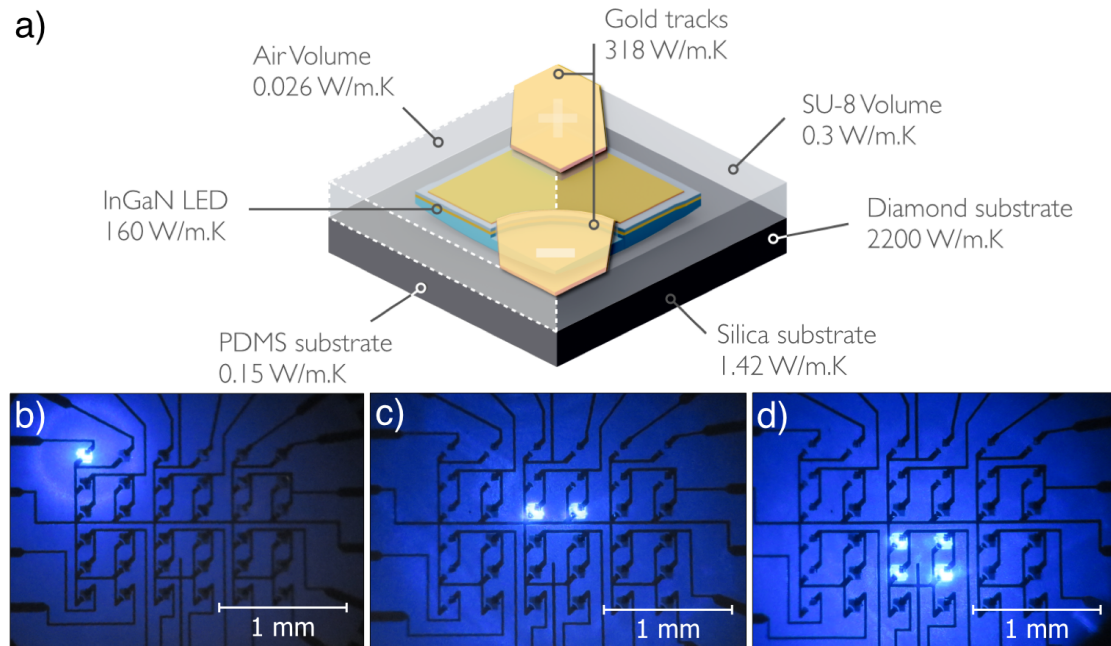 a)
Gold tracks
318 W/m.K
Air Volume
0.026 W/m.K
SU-8 Volume
0.3 W/m.K
InGaN LED
160 W/m.K
Diamond substrate
2200 W/m.K
PDMS substrate
0.15 W/m.K
Silica substrate
1.42 W/m.K
+
−
b)
1 mm
c)
1 mm
d)
1 mm